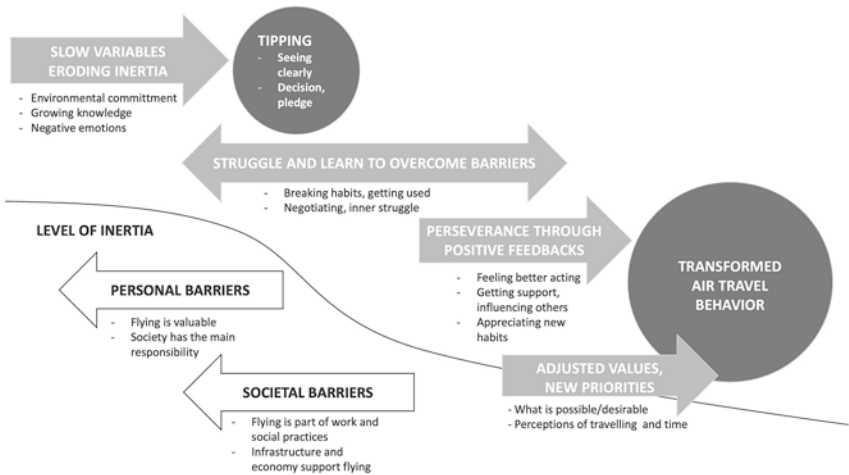 SLOW VARIABLES
ERODING INERTIA
- Environmental committment
- Growing knowledge
- Negative emotions
TIPPING
- Seeing
clearly
- Decision,
pledge
STRUGGLE AND LEARN TO OVERCOME BARRIERS
- Breaking habits, getting used
- Negotiating, inner struggle
LEVEL OF INERTIA
PERSONAL BARRIERS
- Flying is valuable
- Society has the main
responsibility
SOCIETAL BARRIERS
- Flying is part of work and
social practices
- Infrastructure and
economy support flying
PERSEVERANCE THROUGH
POSITIVE FEEDBACKS
- Feeling better acting
- Getting support,
influencing others
- Appreciating new
habits
TRANSFORMED
AIR TRAVEL
BEHAVIOR
ADJUSTED VALUES,
NEW PRIORITIES
- What is possible/desirable
- Perceptions of travelling and time